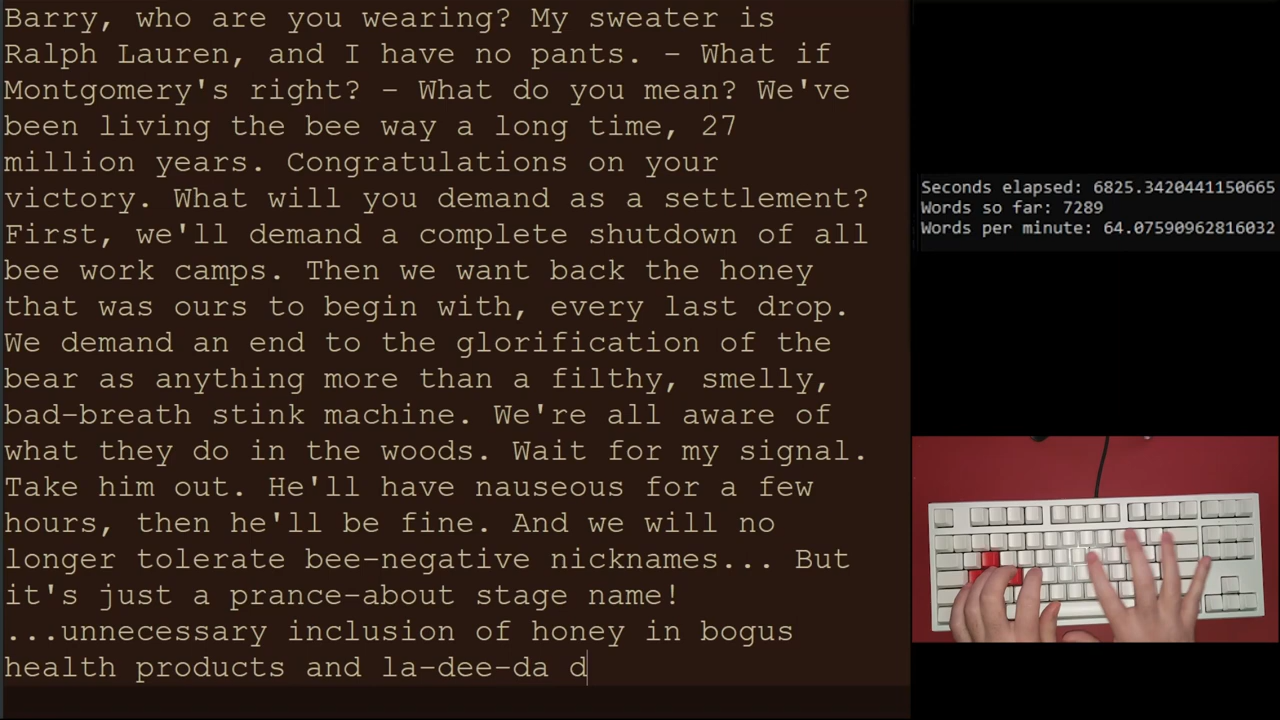 Barry, who are you wearing? My sweater is
Ralph Lauren, and I have no pants. - What if
Montgomery's right? - What do you mean? We've
been living the bee way a long time, 27
million years. Congratulations on your
victory. What will you demand as a settlement?
First, we'll demand a complete shutdown of all
bee work camps. Then we want back the honey
that was ours to begin with, every last drop.
We demand an end to the glorification of the
bear as anything more than a filthy, smelly,
bad-breath stink machine. We're all aware of
what they do in the woods. Wait for my signal.
Take him out. He'll have nauseous for a few
hours, then he'll be fine. And we will no
longer tolerate bee-negative nicknames... But
it's just a prance-about stage name!
...unnecessary inclusion of honey in bogus
health products and la-dee-da d
Seconds elapsed: 6825.3420441150665
Words so far: 7289
Words per minute: 64.07590962816032